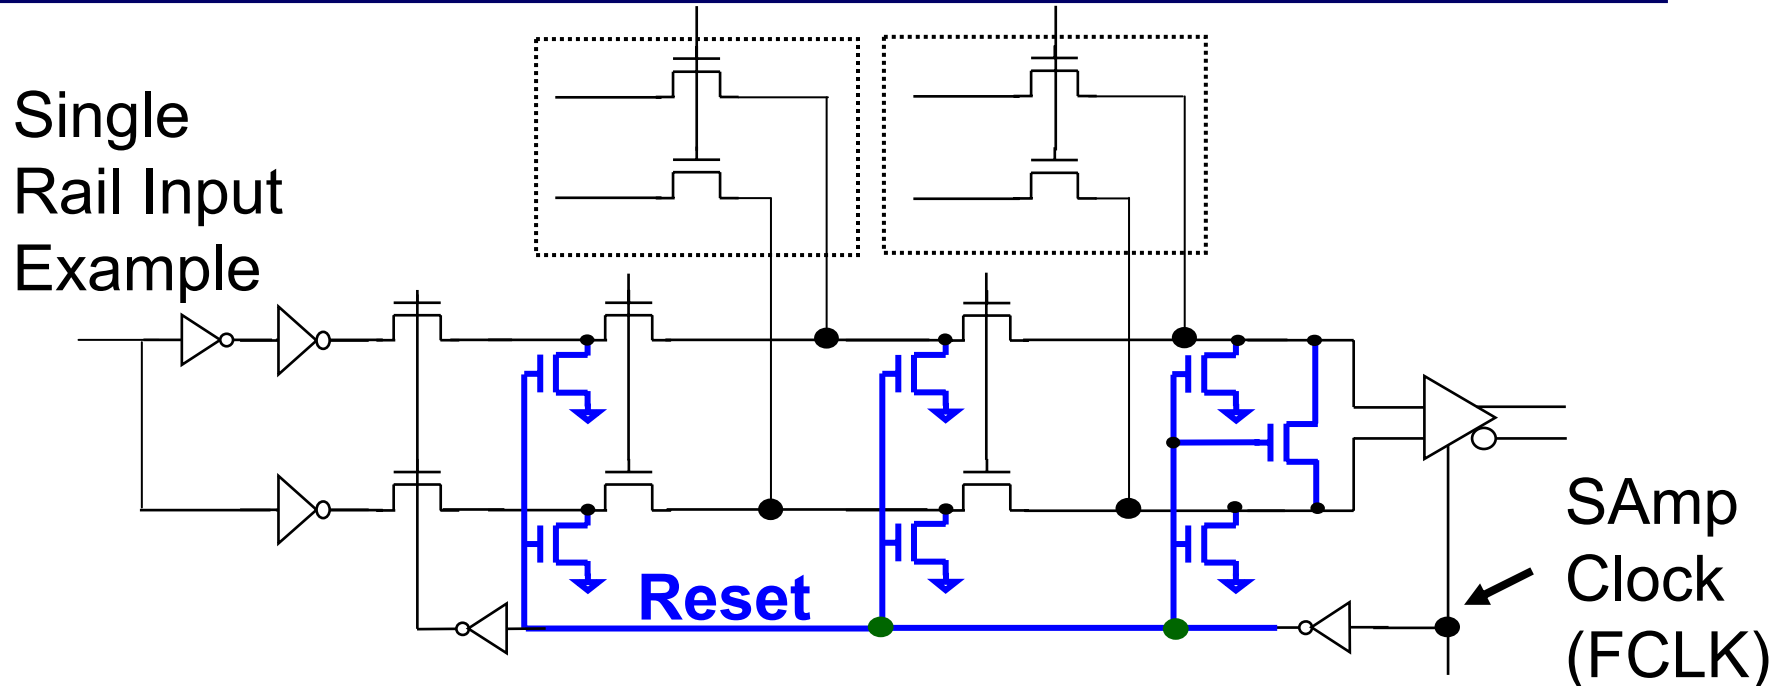 Single
Rail Input
Example
Reset
SAmp
Clock
(FCLK)